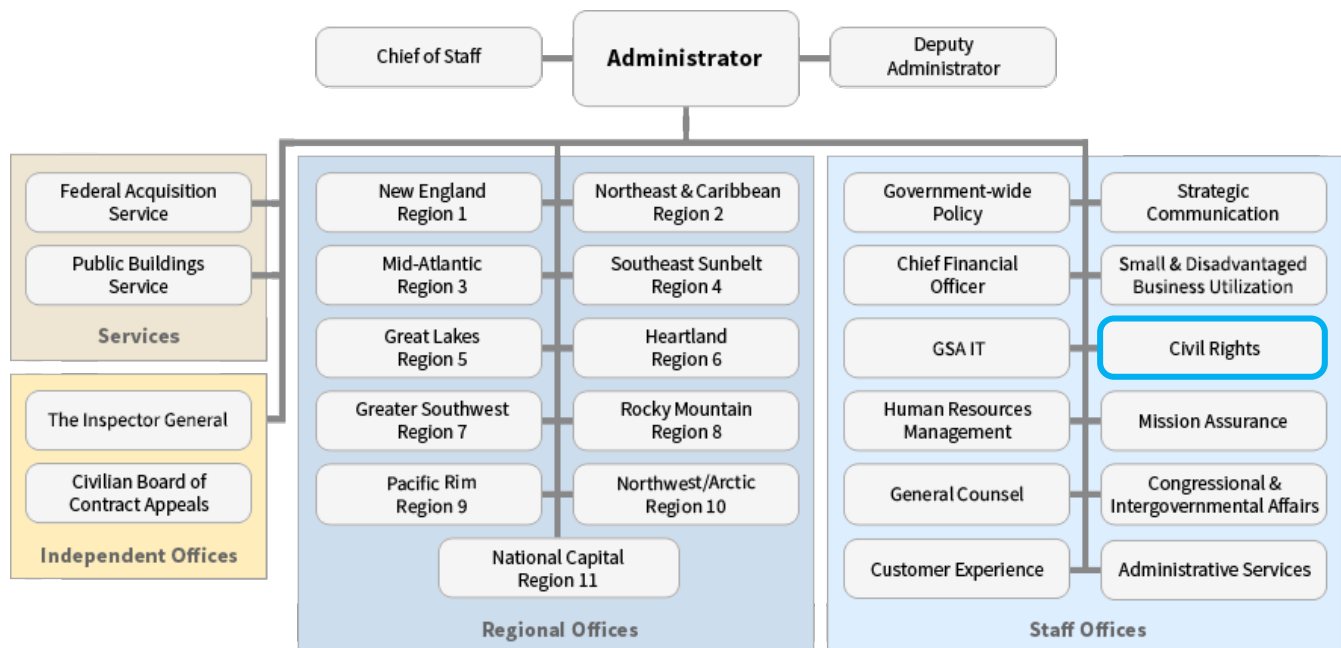 Chief of Staff
Administrator
Deputy
Administrator
Federal Acquisition
Service
Public Buildings
Service
Services
The Inspector General
Civilian Board of
Contract Appeals
Independent Offices
New England
Region 1
Northeast & Caribbean
Region 2
Mid-Atlantic
Region 3
Southeast Sunbelt
Region 4
Great Lakes
Region 5
Heartland
Region 6
Greater Southwest
Region 7
Rocky Mountain
Region 8
Pacific Rim
Region 9
Northwest/Arctic
Region 10
National Capital
Region 11
Regional Offices
Government-wide
Policy
Strategic
Communication
Chief Financial
Officer
Small & Disadvantaged
Business Utilization
GSA IT
Civil Rights
Human Resources
Management
Mission Assurance
General Counsel
Congressional &
Intergovernmental Affairs
Customer Experience
Administrative Services
Staff Offices